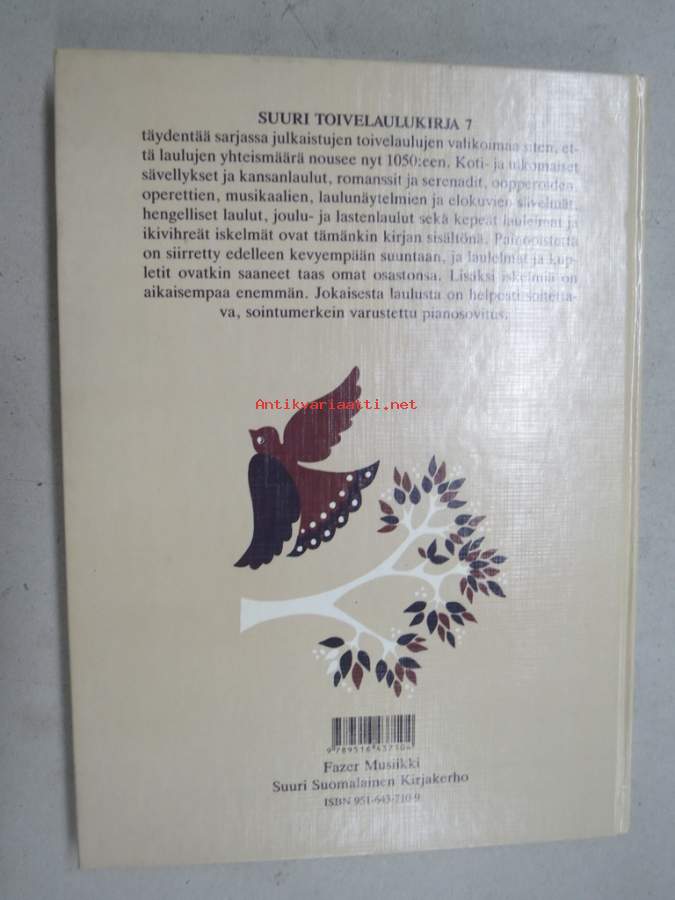 SUURI TOIVELAULUKIRJA 7
täydentää sarjassa julkaistujen toivelaulujen valikoimaa siten, et-
tä laulujen yhteismäärä nousee nyt 1050:een. Koti- ja ulkomaiset
sävellykset ja kansanlaulut, romanssit ja serenadit, oopperoiden,
operettien, musikaalien, laulunäytelmien ja elokuvien sävelmät,
hengelliset laulut, joulu- ja lastenlaulut sekä kepeät laulelmat ja
ikivihreät iskelmät ovat tämänkin kirjan sisältönä. Painopistettä
on siirretty edelleen kevyempään suuntaan, ja laulelmat ja kup-
letit ovatkin saaneet taas omat osastonsa. Lisäksi iskelmiä on
aikaisempaa enemmän. Jokaisesta laulusta on helposti soitetta-
va, sointumerkein varustettu pianosovitus.
Antikvariaatti.net
9789516437104
Fazer Musiikki
Suuri Suomalainen Kirjakerho
ISBN 951-643-710-9